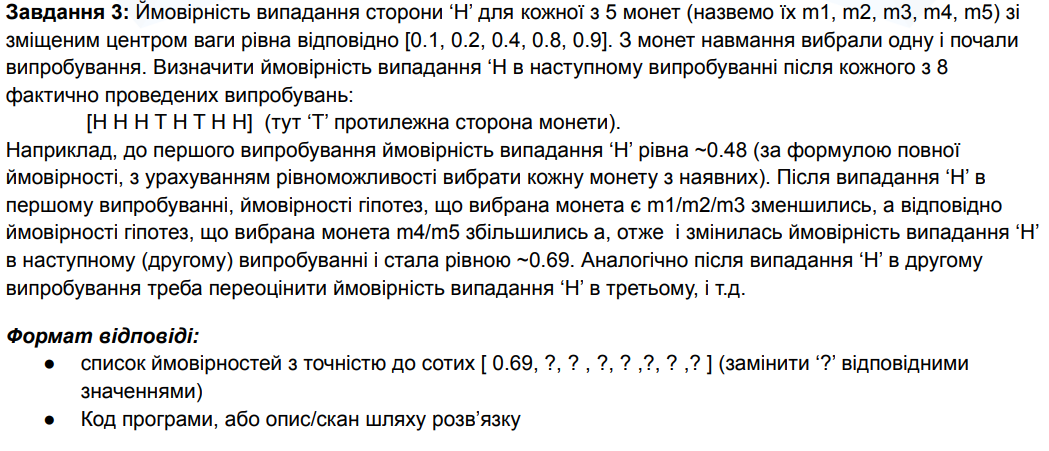 Завдання 3: Ймовірність випадання сторони ‘H’ для кожної з 5 монет (назвемо їх m1, m2, m3, m4, m5) зі
зміщеним центром ваги рівна відповідно [0.1, 0.2, 0.4, 0.8, 0.9]. З монет навмання вибрали одну і почали
випробування. Визначити ймовірність випадання ‘H в наступному випробуванні після кожного з 8
фактично проведених випробувань:
[H H H T H T H H] (тут ‘T’ протилежна сторона монети).
Наприклад, до першого випробування ймовірність випадання ‘H’ рівна ~0.48 (за формулою повної
ймовірності, з урахуванням рівноможливості вибрати кожну монету з наявних). Після випадання ‘H’ в
першому випробуванні, ймовірності гіпотез, що вибрана монета є m1/m2/m3 зменшились, а відповідно
ймовірності гіпотез, що вибрана монета m4/m5 збільшились а, отже і змінилась ймовірність випадання ‘H’
в наступному (другому) випробуванні і стала рівною ~0.69. Аналогічно після випадання ‘H’ в другому
випробування треба переоцінити ймовірність випадання ‘H’ в третьому, і т.д.
Формат відповіді:
● список ймовірностей з точністю до сотих [ 0.69, ?, ? , ?, ? ,?, ? ,? ] (замінити ‘?’ відповідними
значеннями)
● Код програми, або опис/скан шляху розв’язку